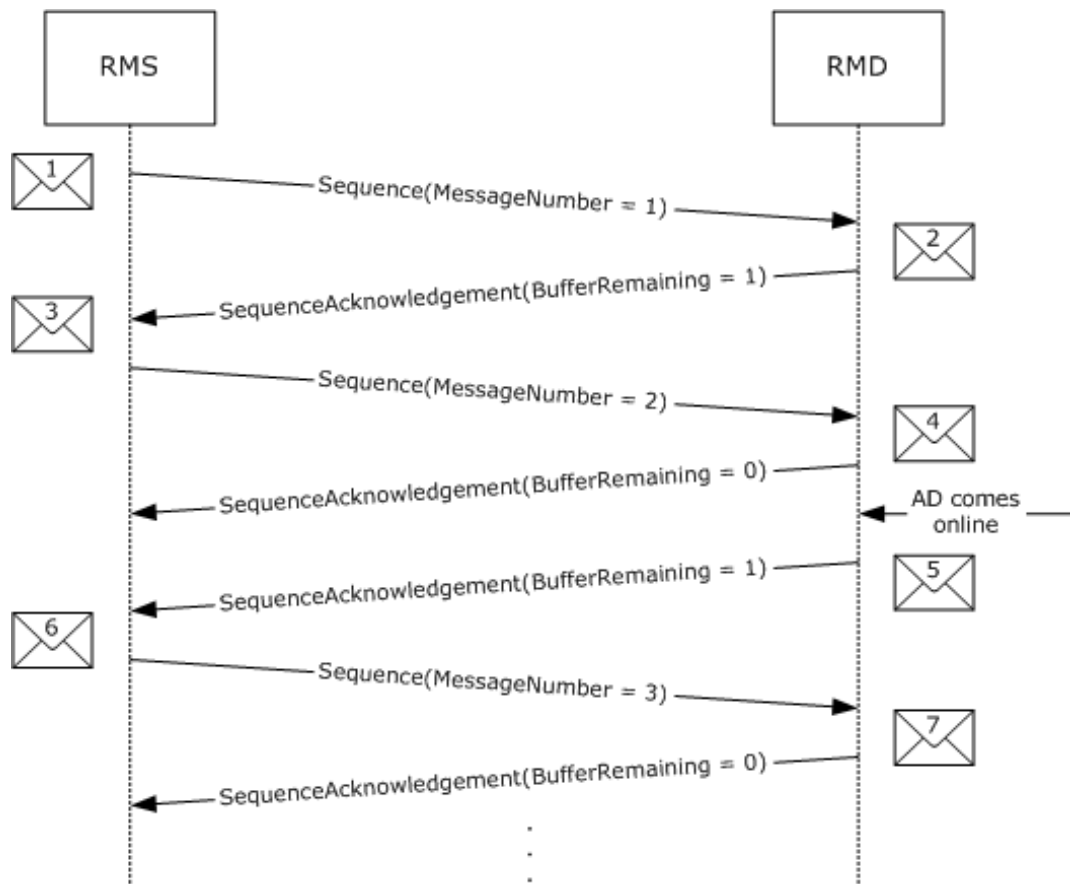 RMS
RMD
1
Sequence(MessageNumber = 1)
2
SequenceAcknowledgement(BufferRemaining = 1)
3
Sequence(MessageNumber = 2)
4
SequenceAcknowledgement(BufferRemaining = 0)
AD comes
online
5
SequenceAcknowledgement(BufferRemaining = 1)
6
Sequence(MessageNumber = 3)
7
SequenceAcknowledgement(BufferRemaining = 0)